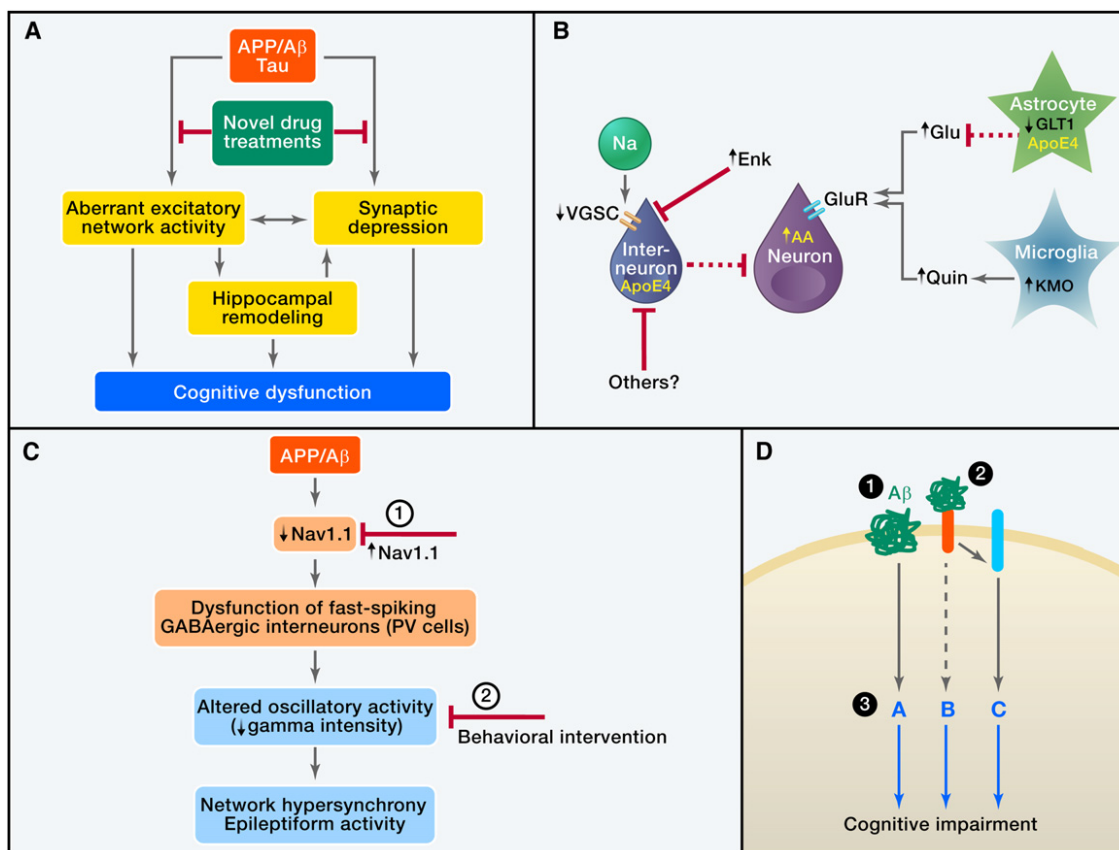 A
APP/Aβ
Tau
Novel drug
treatments
Aberrant excitatory
network activity
Synaptic
depression
Hippocampal
remodeling
Cognitive dysfunction
B
Na
↓VGSC
↑Enk
Inter-
neuron
ApoE4
Others?
GluR
↑AA
Neuron
↑Glu
Astrocyte
↓GLT1
ApoE4
↑Quin
Microglia
↑KMO
C
APP/Aβ
↓Nav1.1
1
↑Nav1.1
Dysfunction of fast-spiking
GABAergic interneurons (PV cells)
Altered oscillatory activity
(↓gamma intensity)
2
Behavioral intervention
Network hypersynchrony
Epileptiform activity
D
1 Aβ
2
3 A B C
Cognitive impairment